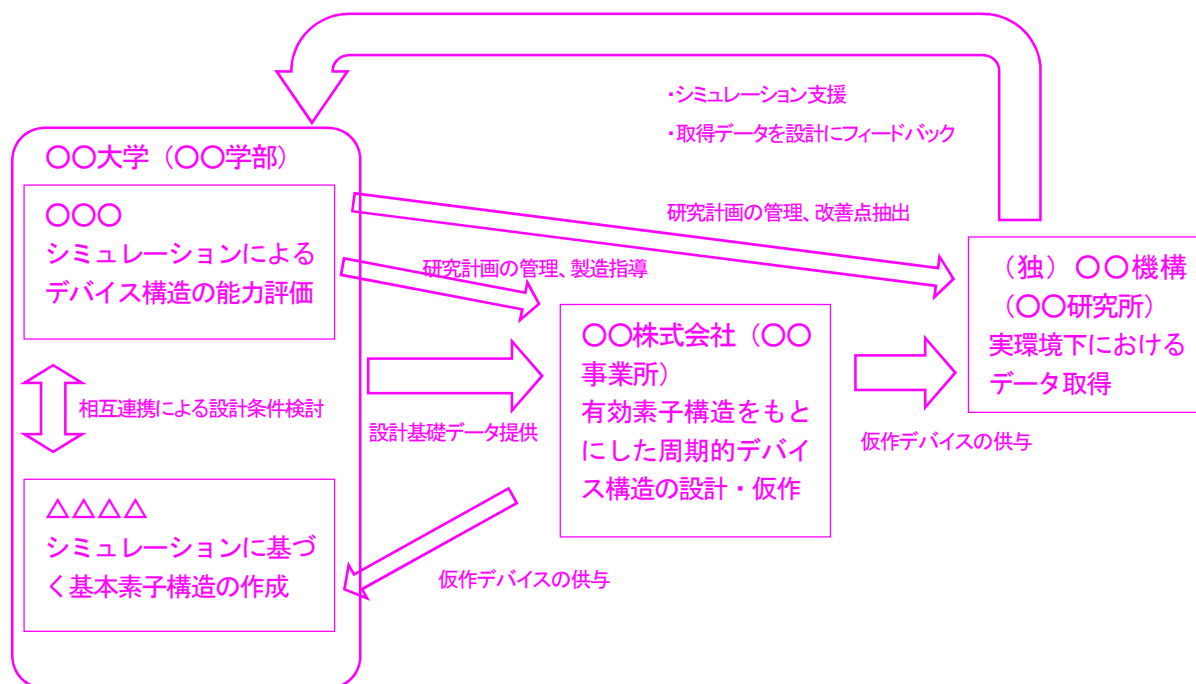 ・シミュレーション支援
・取得データを設計にフィードバック
〇〇大学（〇〇学部）
〇〇〇
シミュレーションによる
デバイス構造の能力評価
研究計画の管理、改善点抽出
研究計画の管理、製造指導
（独）〇〇機構
（〇〇研究所）
実環境下における
データ取得
〇〇株式会社（〇〇
事業所）
有効素子構造をもと
にした周期的デバイ
ス構造の設計・仮作
相互連携による設計条件検討
設計基礎データ提供
仮作デバイスの供与
△△△△
シミュレーションに基づ
く基本素子構造の作成
仮作デバイスの供与